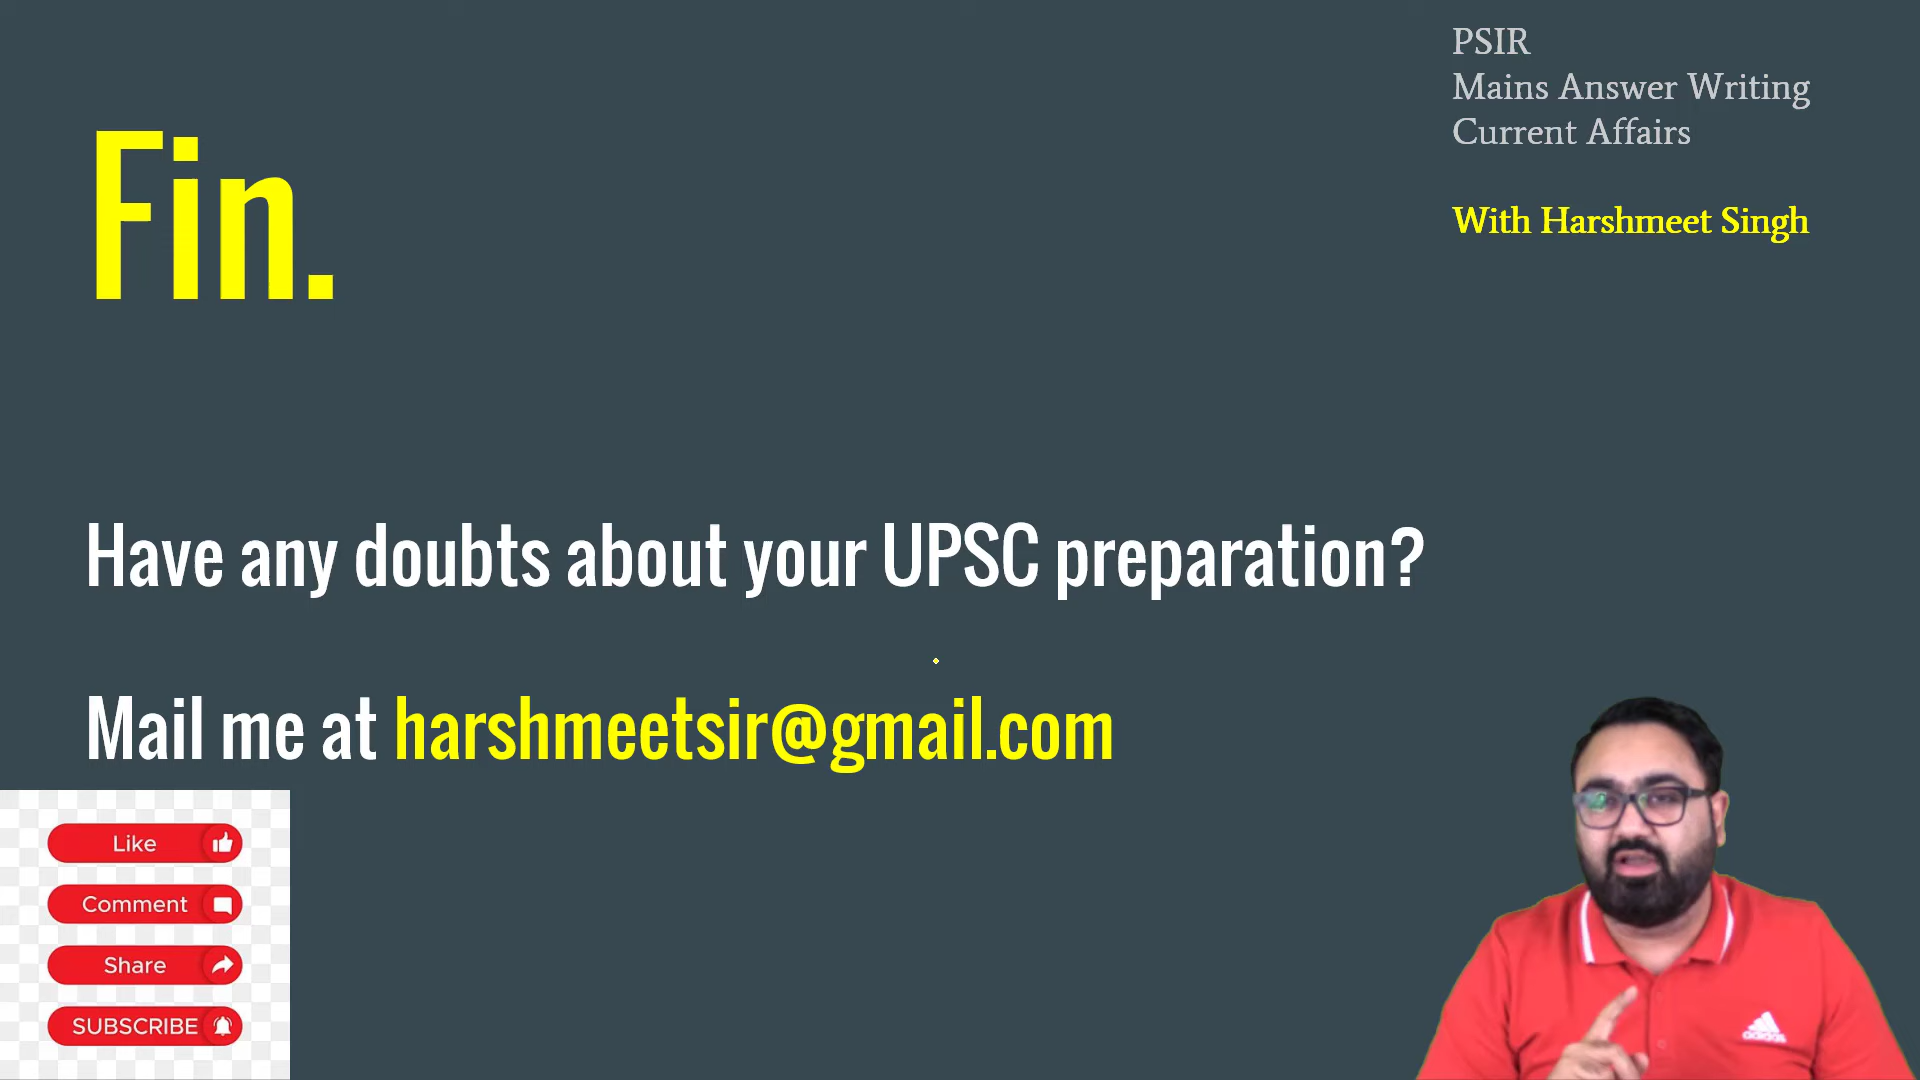 PSIR
Mains Answer Writing
Current Affairs
With Harshmeet Singh
Fin.
Have any doubts about your UPSC preparation?
Mail me at harshmeetsir@gmail.com
Like
Comment
Share
SUBSCRIBE
adidas